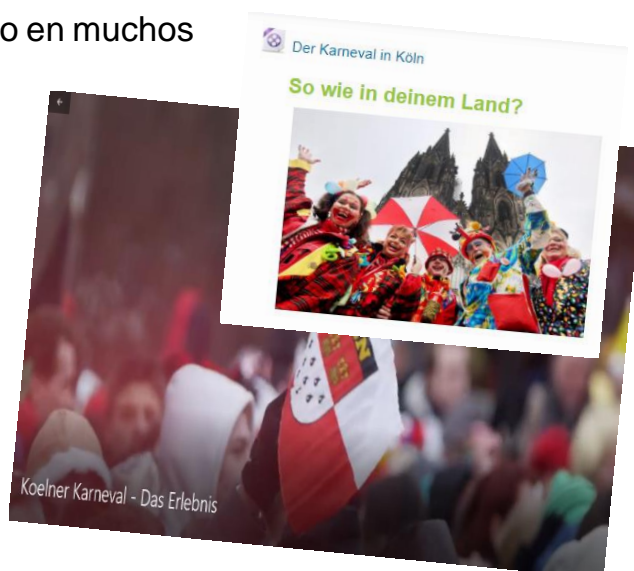 o en muchos
Der Karneval in Köln
So wie in deinem Land?
Koelner Karneval - Das Erlebnis